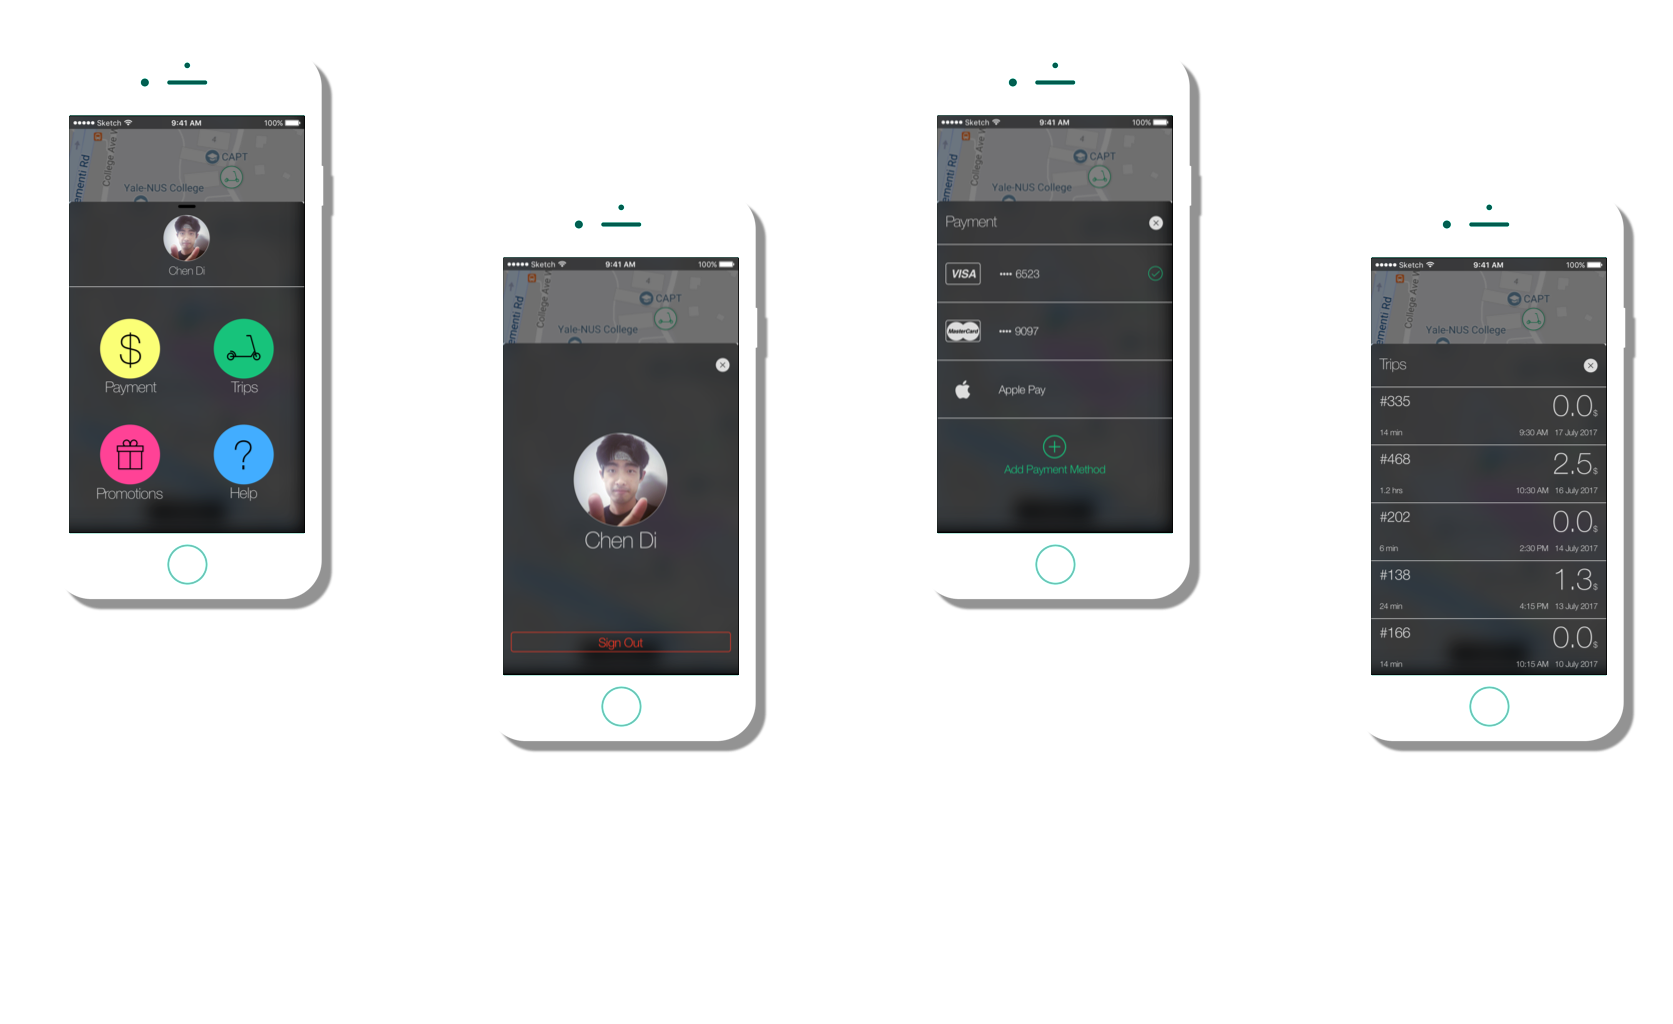 Sketch 9:41 AM 100%
ementi Rd
College Ave W
CAPT
Yale-NUS College
Chen Di
$
Payment
Trips
?
Promotions
Help
Sketch 9:41 AM 100%
ementi Rd
College Ave
CAPT
Yale-NUS College
Chen Di
Sign Out
Sketch 9:41 AM 100%
ementi Rd
College Ave
CAPT
Yale-NUS College
Payment
VISA •••• 6523
MasterCard •••• 9097
Apple Pay
Add Payment Method
Sketch 9:41 AM 100%
ementi Rd
College Ave
CAPT
Yale-NUS College
Trips
#335 0.0$
14 min 9:30 AM 17 July 2017
#468 2.5$
1.2 hrs 10:30 AM 16 July 2017
#202 0.0$
6 min 2:30 PM 14 July 2017
#138 1.3$
24 min 4:15 PM 13 July 2017
#166 0.0$
14 min 10:15 AM 10 July 2017